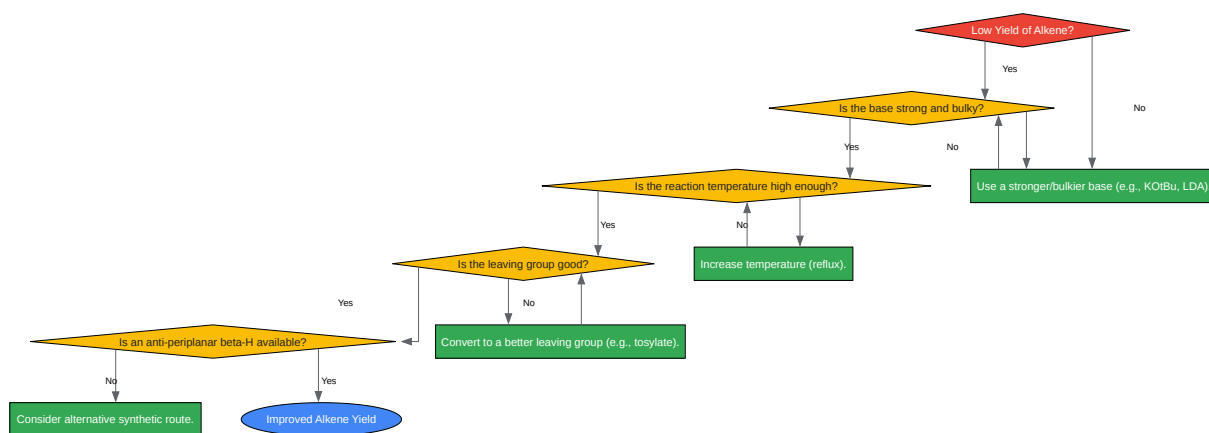 Low Yield of Alkene?
Yes
No
Is the base strong and bulky?
Yes
No
Is the reaction temperature high enough?
Use a stronger/bulkier base (e.g., KOtBu, LDA)
Yes
No
Is the leaving group good?
Increase temperature (reflux).
Yes
No
Is an anti-periplanar beta-H available?
Convert to a better leaving group (e.g., tosylate).
No
Yes
Consider alternative synthetic route.
Improved Alkene Yield